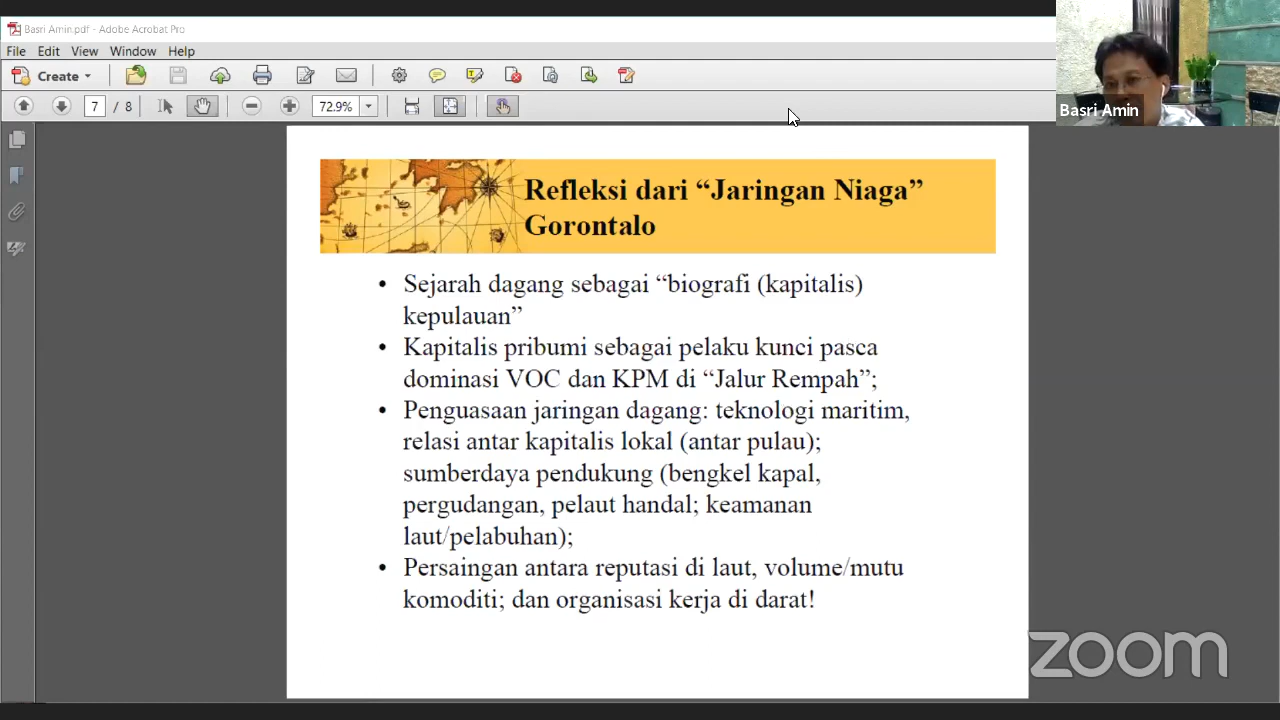 Basri Amin.pdf - Adobe Acrobat Pro
File Edit View Window Help
Create
7 / 8 72.9%
Basri Amin
Refleksi dari “Jaringan Niaga”
Gorontalo
• Sejarah dagang sebagai “biografi (kapitalis)
kepulauan”
• Kapitalis pribumi sebagai pelaku kunci pasca
dominasi VOC dan KPM di “Jalur Rempah”;
• Penguasaan jaringan dagang: teknologi maritim,
relasi antar kapitalis lokal (antar pulau);
sumberdaya pendukung (bengkel kapal,
pergudangan, pelaut handal; keamanan
laut/pelabuhan);
• Persaingan antara reputasi di laut, volume/mutu
komoditi; dan organisasi kerja di darat!
zoom